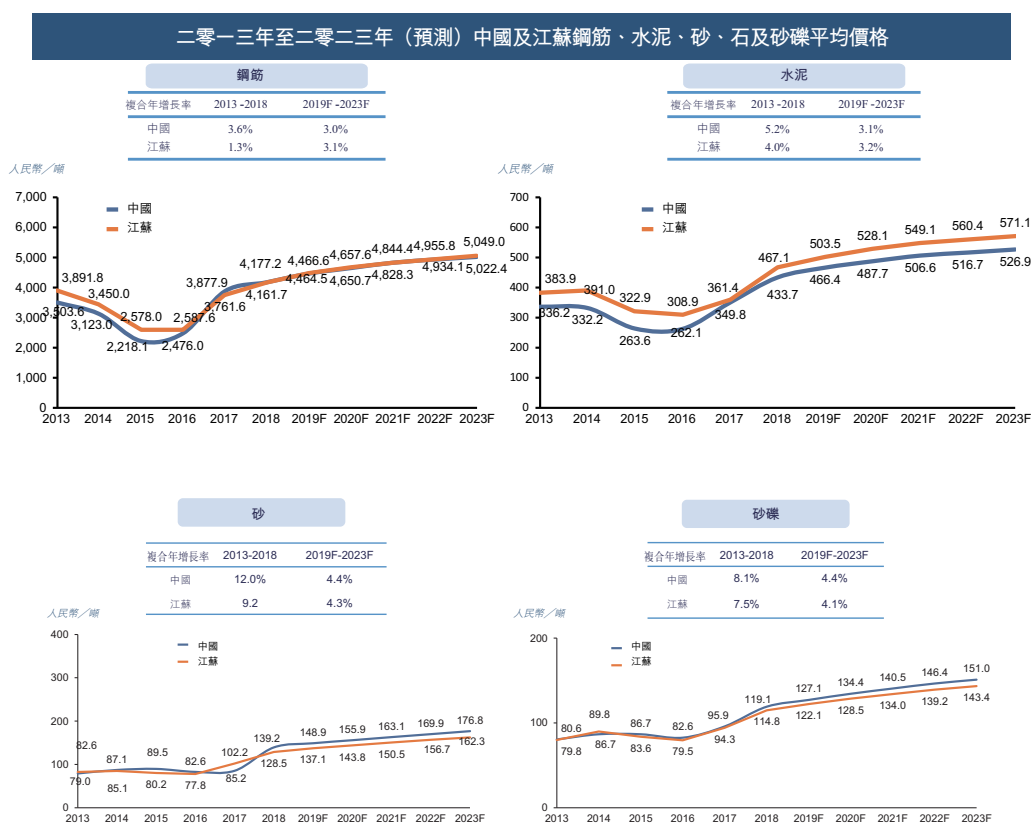 二零一三年至二零二三年（預測）中國及江蘇鋼筋、水泥、砂、石及砂礫平均價格
鋼筋
複合年增長率 2013 -2018 2019F -2023F
中國 3.6% 3.0%
江蘇 1.3% 3.1%
人民幣／噸
7,000
6,000
5,000
4,000
3,000
2,000
1,000
0
中國
江蘇
3,891.8 3,450.0 2,578.0 2,587.6 3,877.9 4,177.2 4,466.6 4,657.6 4,844.4 4,955.8 5,049.0
3,503.6 3,123.0 2,218.1 2,476.0 3,761.6 4,161.7 4,464.5 4,650.7 4,828.3 4,934.1 5,022.4
2013 2014 2015 2016 2017 2018 2019F 2020F 2021F 2022F 2023F
水泥
複合年增長率 2013 -2018 2019F -2023F
中國 5.2% 3.1%
江蘇 4.0% 3.2%
人民幣／噸
700
600
500
400
300
200
100
0
中國
江蘇
383.9 391.0 322.9 308.9 361.4 467.1 503.5 528.1 549.1 560.4 571.1
336.2 332.2 263.6 262.1 349.8 433.7 466.4 487.7 506.6 516.7 526.9
2013 2014 2015 2016 2017 2018 2019F 2020F 2021F 2022F 2023F
砂
複合年增長率 2013-2018 2019F-2023F
中國 12.0% 4.4%
江蘇 9.2 4.3%
人民幣／噸
400
300
200
100
0
中國
江蘇
82.6 87.1 89.5 82.6 102.2 139.2 148.9 155.9 163.1 169.9 176.8
79.0 85.1 80.2 77.8 85.2 128.5 137.1 143.8 150.5 156.7 162.3
2013 2014 2015 2016 2017 2018 2019F 2020F 2021F 2022F 2023F
砂礫
複合年增長率 2013-2018 2019F-2023F
中國 8.1% 4.4%
江蘇 7.5% 4.1%
人民幣／噸
200
100
0
中國
江蘇
80.6 89.8 86.7 82.6 95.9 119.1 127.1 134.4 140.5 146.4 151.0
79.8 86.7 83.6 79.5 94.3 114.8 122.1 128.5 134.0 139.2 143.4
2013 2014 2015 2016 2017 2018 2019F 2020F 2021F 2022F 2023F